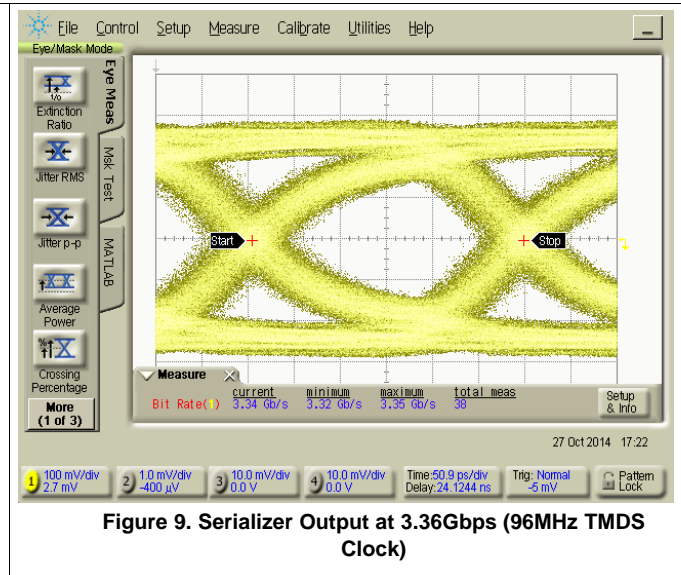 File Control Setup Measure Calibrate Utilities Help
Eye/Mask Mode
Eye Meas
Msk Test
MATLAB
1/0
Extinction
Ratio
Jitter RMS
Jitter p-p
Average
Power
%
Crossing
Percentage
More
(1 of 3)
Start
Stop
Measure
current minimum maximum total meas
Bit Rate(1) 3.34 Gb/s 3.32 Gb/s 3.35 Gb/s 38
Setup
& Info
27 Oct 2014 17:22
1 100 mV/div
2.7 mV
2 1.0 mV/div
-400 µV
3 10.0 mV/div
0.0 V
4 10.0 mV/div
0.0 V
Time:50.9 ps/div
Delay:24.1244 ns
Trig: Normal
-5 mV
Pattern
Lock
Figure 9. Serializer Output at 3.36Gbps (96MHz TMDS
Clock)